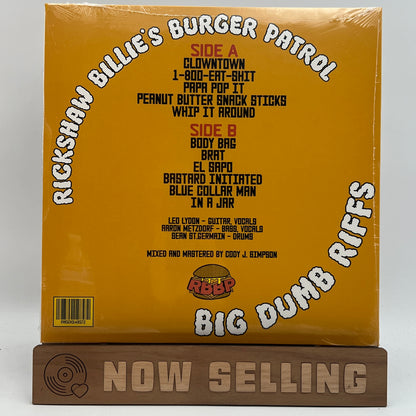 RICKSHAW BILLIE'S BURGER PATROL
SIDE A
CLOWNTOWN
1-800-EAT-SHIT
PAPA POP IT
PEANUT BUTTER SNACK STICKS
WHIP IT AROUND
SIDE B
BODY BAG
BRAT
EL SAPO
BASTARD INITIATED
BLUE COLLAR MAN
IN A JAR
LEO LYDON - GUITAR, VOCALS
AARON METZDORF - BASS, VOCALS
SEAN ST.GERMAIN - DRUMS
MIXED AND MASTERED BY CODY J. SIMPSON
RBBP
BIG DUMB RIFFS
NOW SELLING